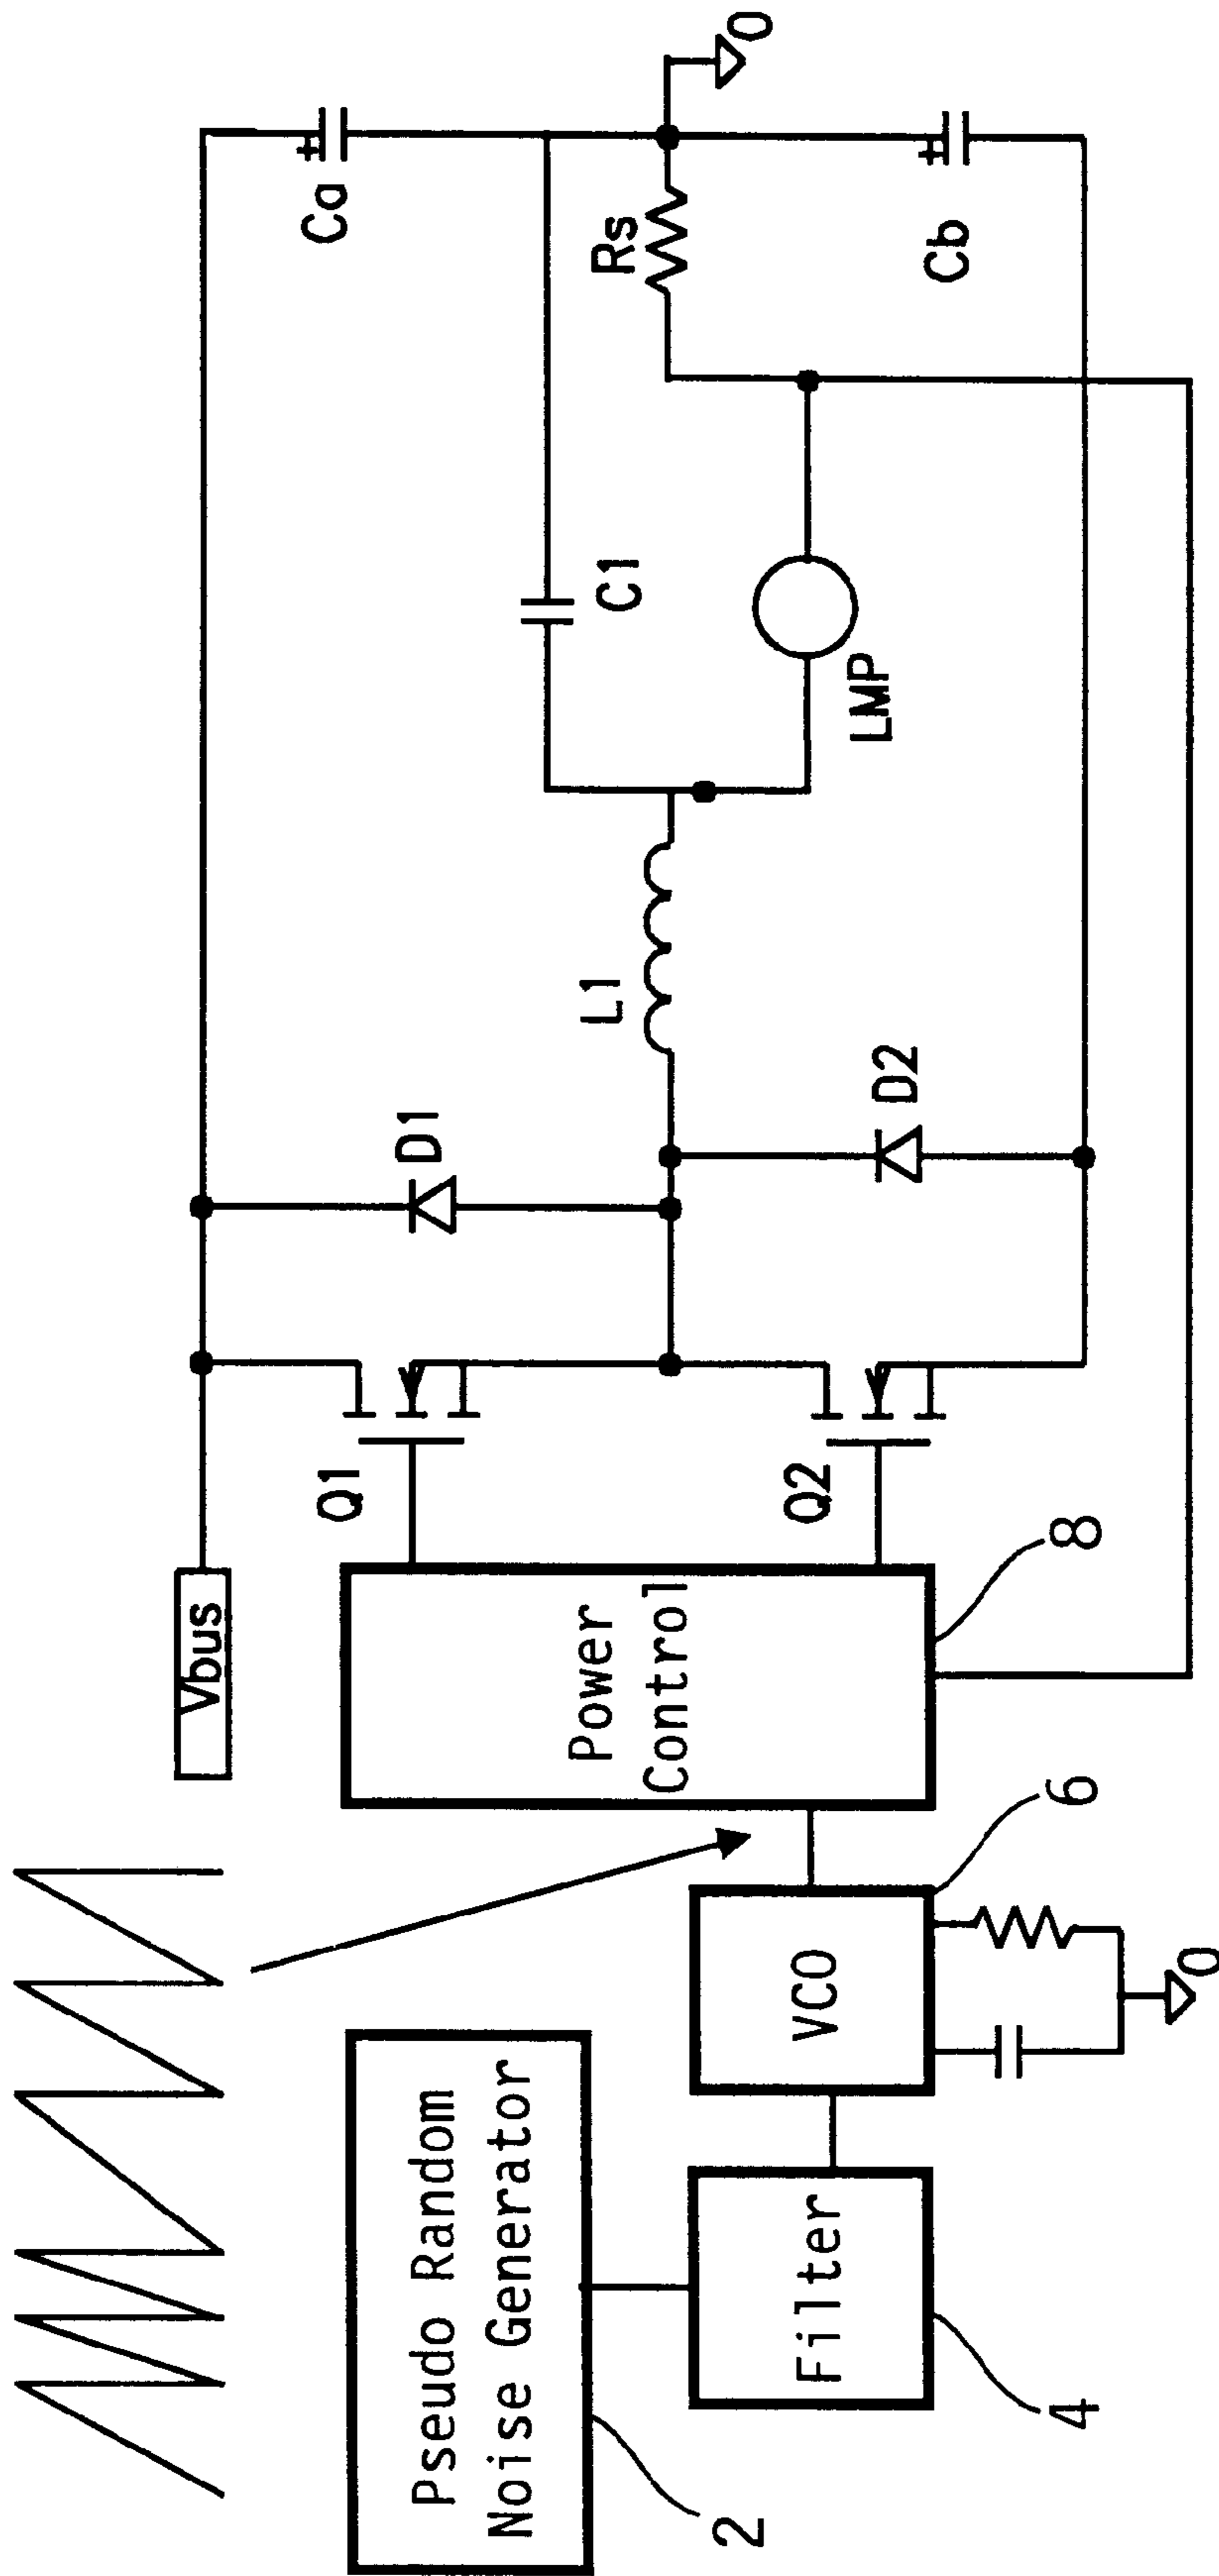 Pseudo Random
Noise Generator
2
Filter
4
VCO
6
0
Power
Control
8
Vbus
Q1
Q2
D1
D2
L1
C1
LMP
Rs
Ca
+
Cb
+
0